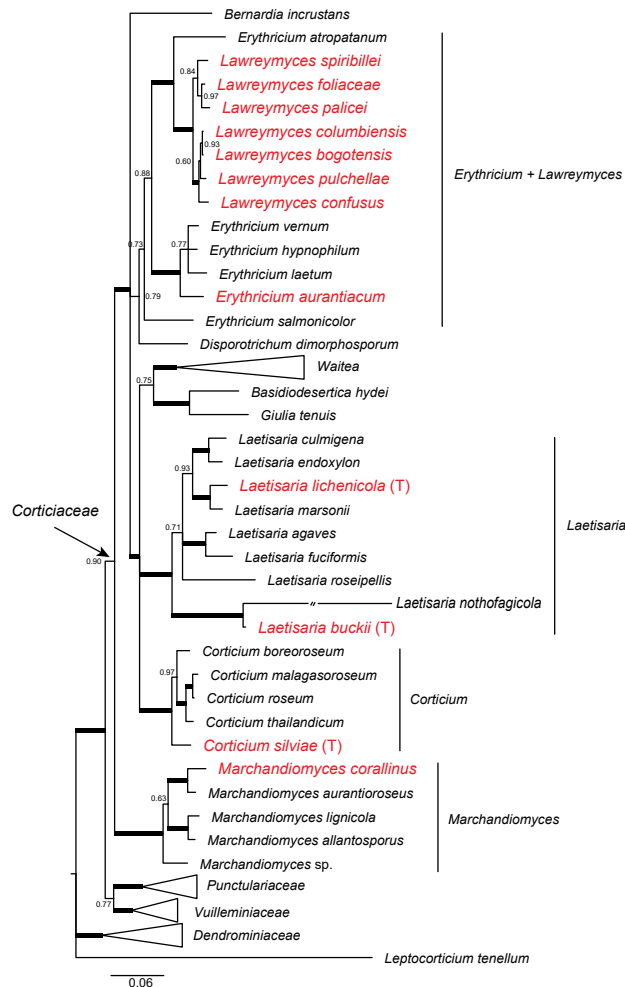 Bernardia incrustans
Erythricium atropatanum
0.84
Lawreymyces spiribillei
Lawreymyces foliaceae
0.97
Lawreymyces palicei
Lawreymyces columbiensis
0.93
Lawreymyces bogotensis
0.60
Erythricium + Lawreymyces
0.88
Lawreymyces pulchellae
Lawreymyces confusus
Erythricium vernum
0.73
0.77
Erythricium hypnophilum
Erythricium laetum
0.79
Erythricium aurantiacum
Erythricium salmonicolor
Disporotrichum dimorphosporum
Waitea
0.75
Basidiodesertica hydei
Giulia tenuis
Laetisaria culmigena
Laetisaria endoxylon
0.93
Laetisaria lichenicola (T)
Corticiaceae
Laetisaria marsonii
Laetisaria
0.71
Laetisaria agaves
Laetisaria fuciformis
0.90
Laetisaria roseipellis
Laetisaria nothofagicola
Laetisaria buckii (T)
Corticium boreoroseum
0.97
Corticium malagasoroseum
Corticium roseum
Corticium
Corticium thailandicum
Corticium silviae (T)
Marchandiomyces corallinus
Marchandiomyces aurantioroseus
0.63
Marchandiomyces lignicola
Marchandiomyces
Marchandiomyces allantosporus
Marchandiomyces sp.
Punctulariaceae
0.77
Vuilleminiaceae
Dendrominiaceae
Leptocorticium tenellum
0.06